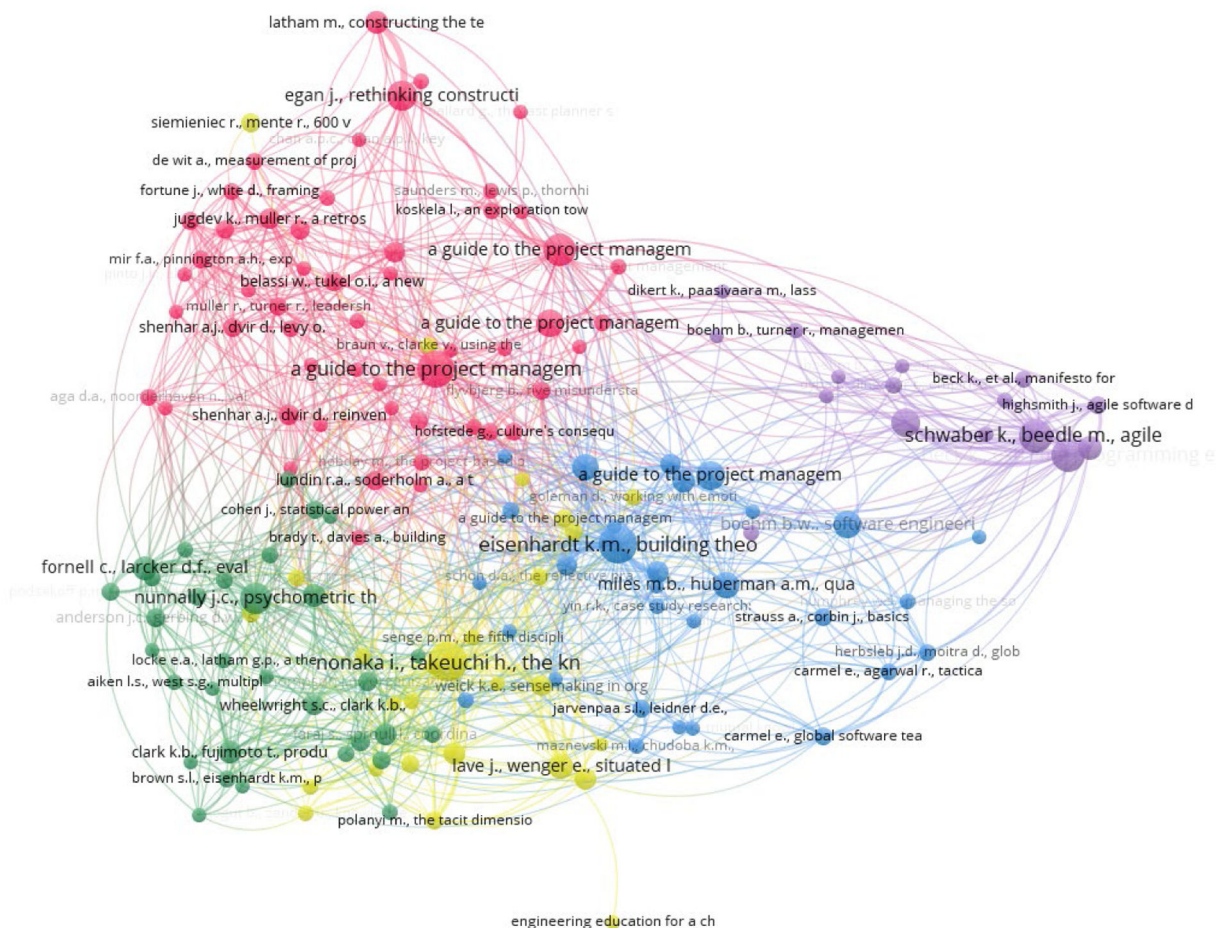 latham m., constructing the te
egan j., rethinking constructi
siemieniec r., mente r., 600 v
de wit a., measurement of proj
fortune j., white d., framing
saunders m., lewis p., thornhi
jugdev k., muller r., a retros
koskela l., an exploration tow
a guide to the project managem
mir f.a., pinnington a.h., exp
belassi w., tukel o.i., a new
dikert k., paasivaara m., lass
muller r., turner r., leadersh
shenhar a.j., dvir d., levy o.
a guide to the project managem
boehm b., turner r., managemen
braun v., clarke v., using the
a guide to the project managem
beck k., et al., manifesto for
flyvbjerg b., five misundersta
aga d.a., noorderhaven n., val
highsmith j., agile software d
shenhar a.j., dvir d., reinven
hofstede g., culture's consequ
schwaber k., beedle m., agile
lundin r.a., soderholm a., a t
a guide to the project managem
goleman d., working with emoti
cohen j., statistical power an
a guide to the project managem
boehm b.w., software engineeri
brady t., davies a., building
eisenhardt k.m., building theo
fornell c., larcker d.f., eval
schon d.a., the reflective
miles m.b., huberman a.m., qua
nunnally j.c., psychometric th
yin r.k., case study research:
strauss a., corbin j., basics
senge p.m., the fifth discipli
herbsleb j.d., moitra d., glob
locke e.a., latham g.p., a the
nonaka i., takeuchi h., the kn
carmel e., agarwal r., tactica
aiken l.s., west s.g., multipl
weick k.e., sensemaking in org
wheelwright s.c., clark k.b.,
jarvenpaa s.l., leidner d.e.,
carmel e., global software tea
maznevski m.l., chudoba k.m.,
clark k.b., fujimoto t., produ
lave j., wenger e., situated l
brown s.l., eisenhardt k.m., p
polanyi m., the tacit dimensio
engineering education for a ch